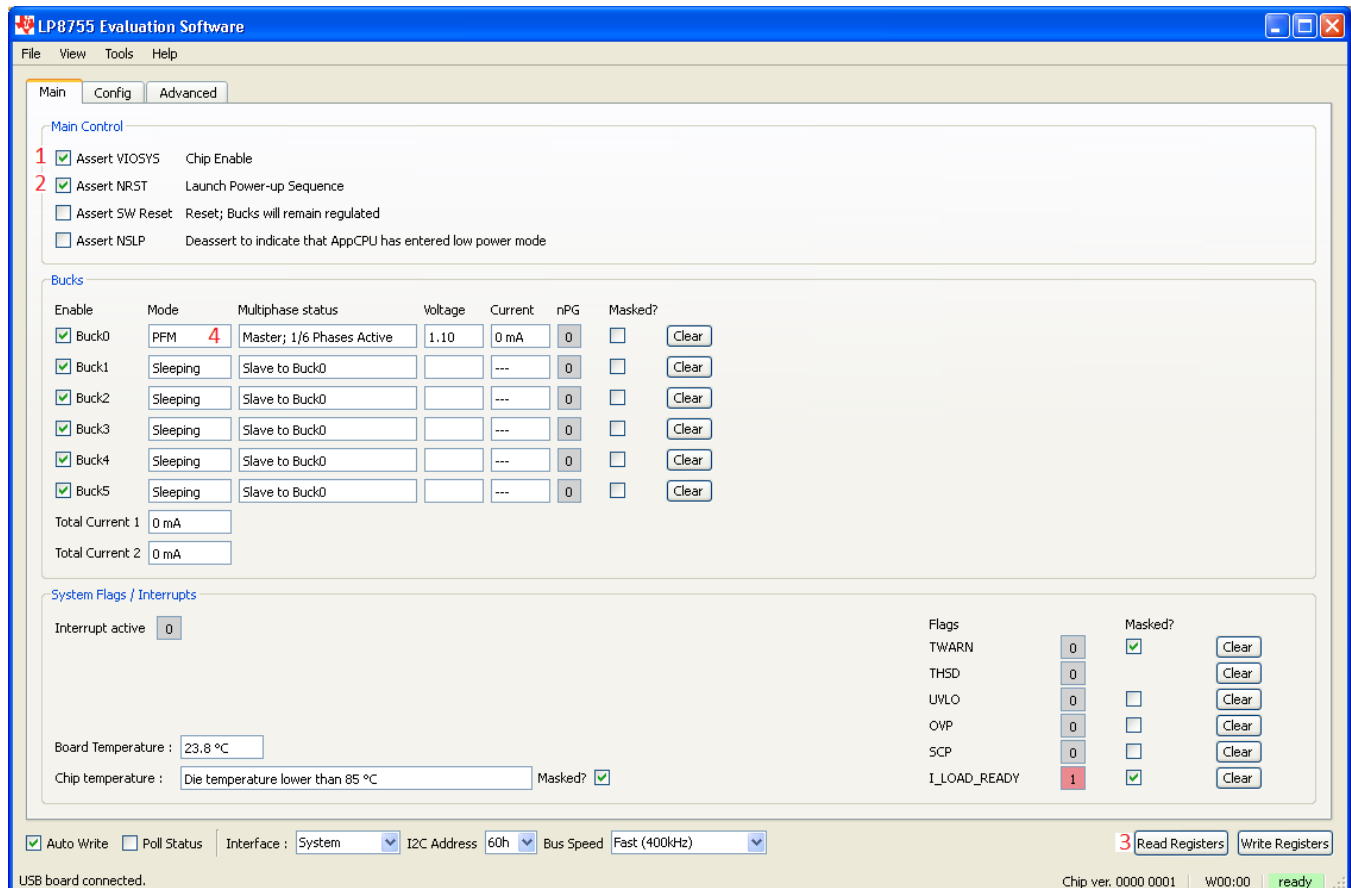 LP8755 Evaluation Software
File View Tools Help
Main Config Advanced
Main Control
1 Assert VIOSYS Chip Enable
2 Assert NRST Launch Power-up Sequence
Assert SW Reset Reset; Bucks will remain regulated
Assert NSLP Deassert to indicate that AppCPU has entered low power mode
Bucks
Enable Mode Multiphase status Voltage Current nPG Masked?
Buck0 PFM 4 Master; 1/6 Phases Active 1.10 0 mA 0 Clear
Buck1 Sleeping Slave to Buck0 --- 0 Clear
Buck2 Sleeping Slave to Buck0 --- 0 Clear
Buck3 Sleeping Slave to Buck0 --- 0 Clear
Buck4 Sleeping Slave to Buck0 --- 0 Clear
Buck5 Sleeping Slave to Buck0 --- 0 Clear
Total Current 1 0 mA
Total Current 2 0 mA
System Flags / Interrupts
Interrupt active 0
Flags Masked?
TWARN 0 Clear
THSD 0 Clear
UVLO 0 Clear
OVP 0 Clear
SCP 0 Clear
I_LOAD_READY 1 Clear
Board Temperature : 23.8 °C
Chip temperature : Die temperature lower than 85 °C Masked?
Auto Write Poll Status Interface : System I2C Address 60h Bus Speed Fast (400kHz) 3 Read Registers Write Registers
USB board connected. Chip ver. 0000 0001 W00:00 ready